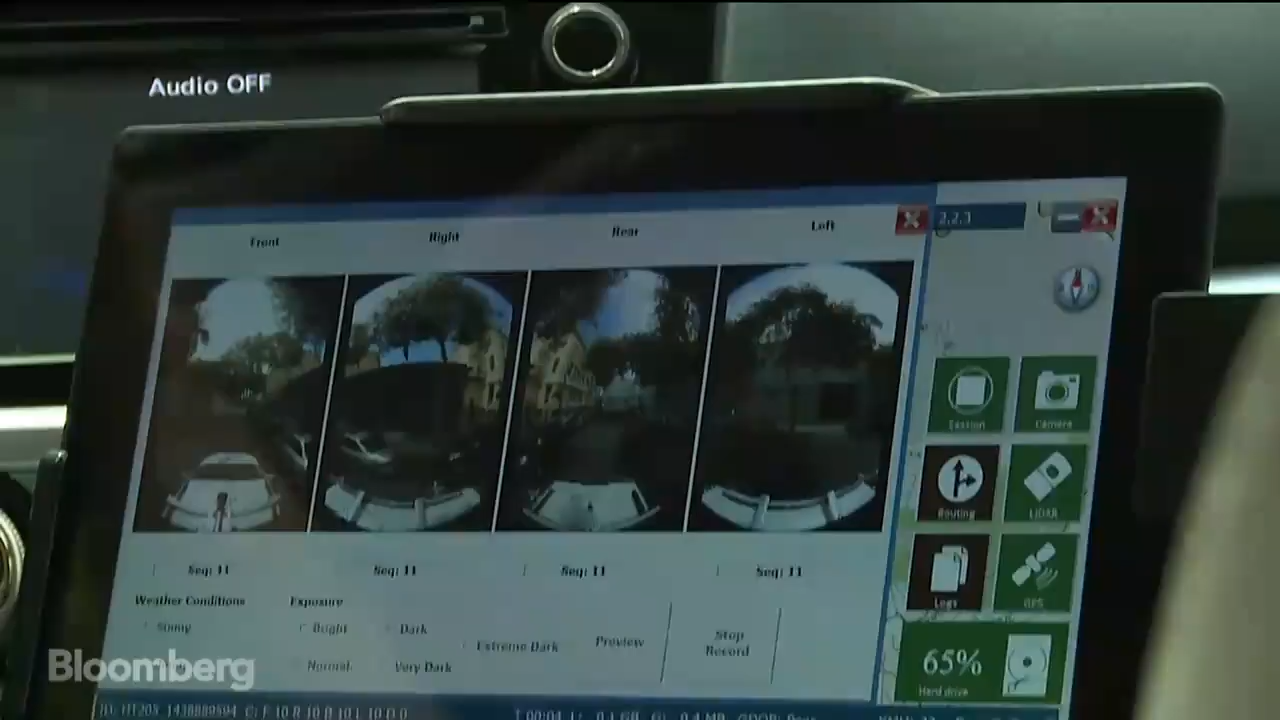 Audio OFF
Front Right Rear Left
2.2.3
Session Camera
Routing LIDAR
Logs GPS
Seq: 11 Seq: 11 Seq: 11 Seq: 11
Weather Conditions Exposure
Sunny Bright Dark
Extreme Dark Preview Stop Record
Normal Very Dark
65%
Hard drive
Bloomberg